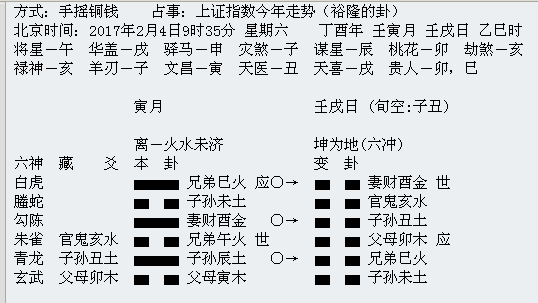 方式：手摇铜钱　　占事：上证指数今年走势（裕隆的卦）
北京时间：2017年2月4日9时35分 星期六　　丁酉年 壬寅月 壬戌日 乙巳时
将星—午　华盖—戌　驿马—申　灾煞—子　谋星—辰　桃花—卯　劫煞—亥
禄神—亥　羊刃—子　文昌—寅　天医—丑　天喜—戌　贵人—卯，巳
寅月　　壬戌日（旬空:子丑）
离—火水未济　　坤为地(六冲)
六神　藏　爻　本　卦　　变　卦
白虎　兄弟巳火 应○→　妻财酉金 世
螣蛇　子孙未土　官鬼亥水
勾陈　妻财酉金　○→　子孙丑土
朱雀　官鬼亥水　兄弟午火 世　父母卯木 应
青龙　子孙丑土　子孙辰土　○→　兄弟巳火
玄武　父母卯木　父母寅木　子孙未土